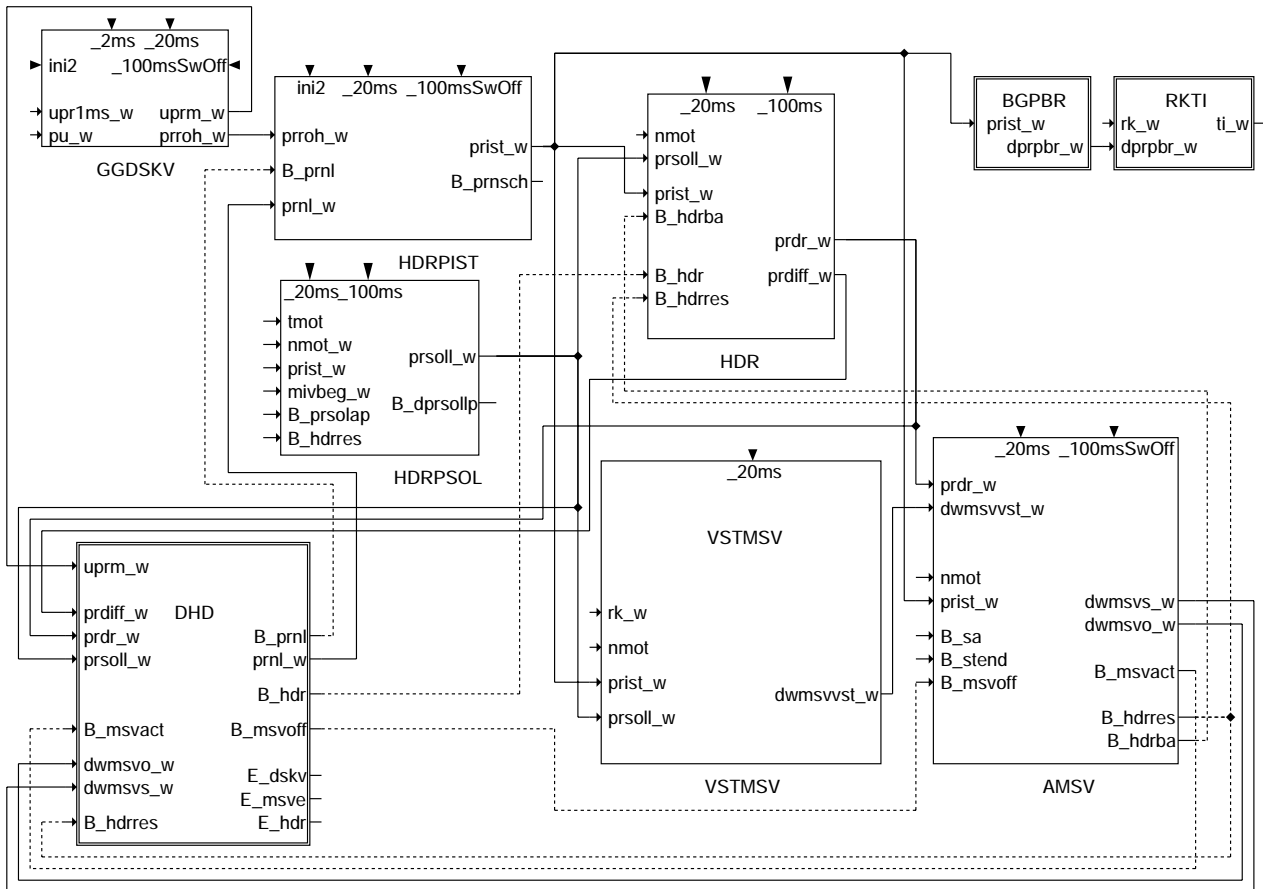 _2ms _20ms
ini2 _100msSwOff
upr1ms_w uprm_w
pu_w prroh_w
GGDSKV
ini2 _20ms _100msSwOff
prroh_w
prist_w
B_prnl
B_prnsch
prnl_w
HDRPIST
_20ms _100ms
nmot
prsoll_w
prist_w
B_hdrba
prdr_w
B_hdr prdiff_w
B_hdrres
HDR
BGPBR
prist_w
dprpbr_w
RKTI
rk_w ti_w
dprpbr_w
_20ms_100ms
tmot
nmot_w
prsoll_w
prist_w
mivbeg_w
B_dprsollp
B_prsolap
B_hdrres
HDRPSOL
_20ms
VSTMSV
rk_w
nmot
prist_w
dwmsvvst_w
prsoll_w
VSTMSV
_20ms _100msSwOff
prdr_w
dwmsvvst_w
nmot
prist_w dwmsvs_w
dwmsvo_w
B_sa
B_stend
B_msvact
B_msvoff
B_hdrres
B_hdrba
AMSV
uprm_w
prdiff_w DHD
prdr_w B_prnl
prsoll_w prnl_w
B_hdr
B_msvact B_msvoff
dwmsvo_w
E_dskv
dwmsvs_w
E_msve
B_hdrres E_hdr